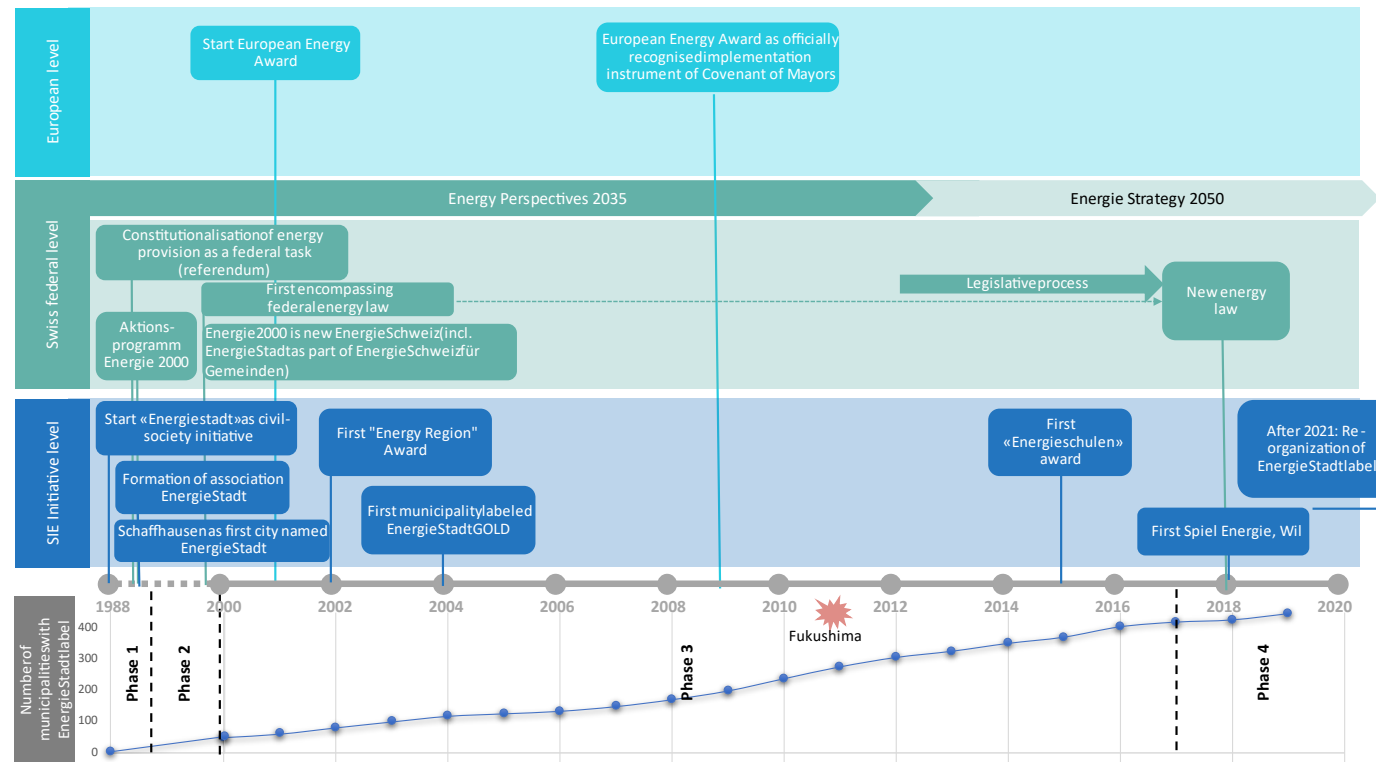 European level
Start European Energy
Award
European Energy Award as officially
recognisedimplementation
instrument of Covenant of Mayors
Swiss federal level
Energy Perspectives 2035
Energie Strategy 2050
Constitutionalisationof energy
provision as a federal task
(referendum)
First encompassing
federalenergy law
Legislativeprocess
New energy
law
Aktions-
programm
Energie 2000
Energie2000 is new EnergieSchweiz(incl.
EnergieStadtas part of EnergieSchweizfür
Gemeinden)
SIE Initiative level
Start «Energiestadt»as civil-
society initiative
First "Energy Region"
Award
First
«Energieschulen»
award
After 2021: Re-
organization of
EnergieStadtlabel
Formation of association
EnergieStadt
First municipalitylabeled
EnergieStadtGOLD
Schaffhausenas first city named
EnergieStadt
First Spiel Energie, Wil
1988
2000
2002
2004
2006
2008
2010
2012
2014
2016
2018
2020
Fukushima
Numberof
municipalitieswith
EnergieStadtlabel
400
300
200
100
0
Phase 1
Phase 2
Phase 3
Phase 4